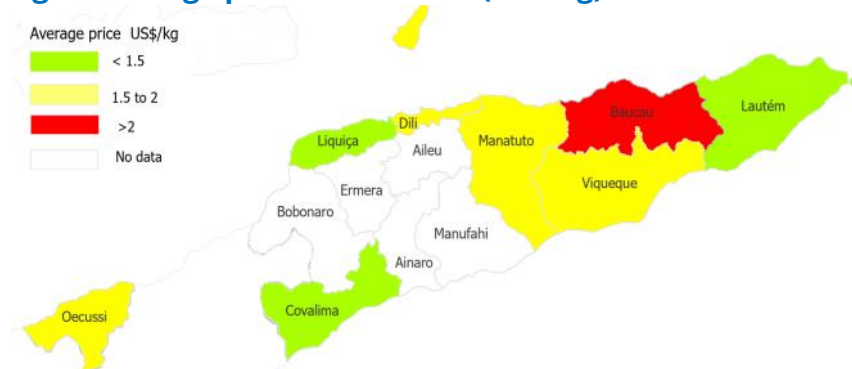 Average price US$/kg
< 1.5
1.5 to 2
>2
No data
Baucau
Lautém
Dili
Liquiça
Manatuto
Aileu
Viqueque
Ermera
Bobonaro
Manufahi
Ainaro
Covalima
Oecussi